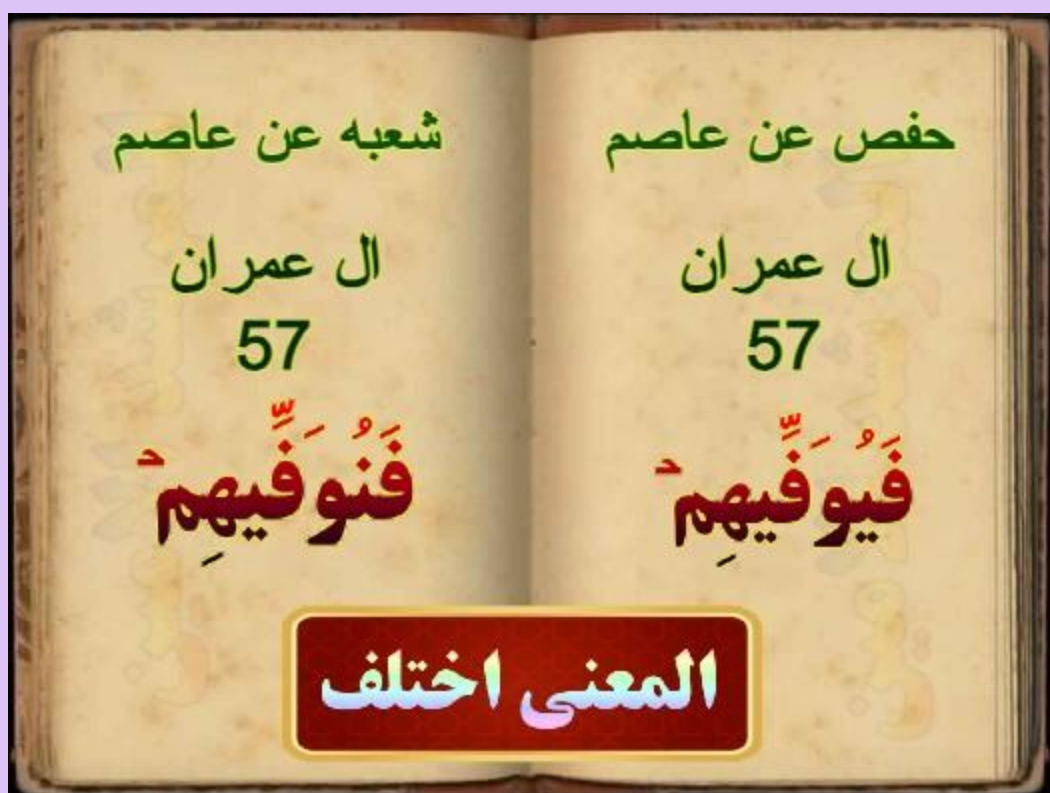 حفص عن عاصم
ال عمران
57
فَيُوَفِّيهِمۡ
شعبه عن عاصم
ال عمران
57
فَنُوَفِّيهِمۡ
المعنى اختلف